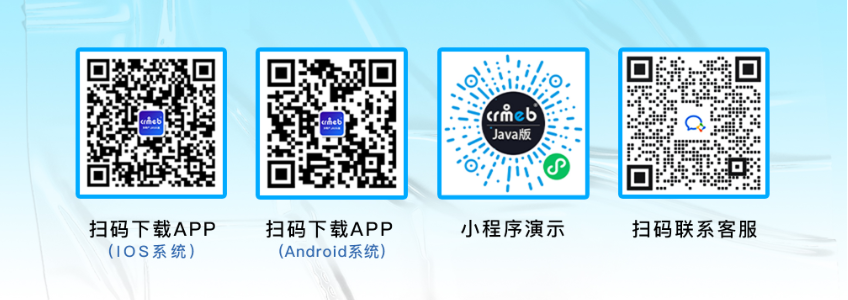 crmeb
crmeb
crmeb
Java版
扫码下载APP
(IOS系统)
扫码下载APP
(Android系统)
小程序演示
扫码联系客服